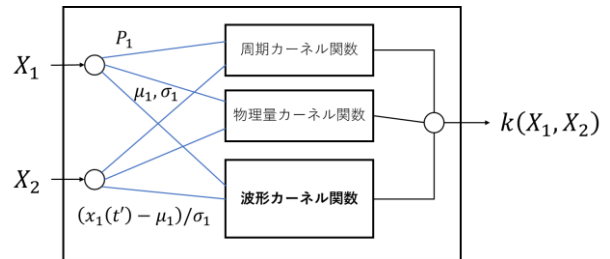 P₁
周期カーネル関数
X₁
μ₁, σ₁
物理量カーネル関数
k(X₁, X₂)
X₂
波形カーネル関数
(x₁(t′) − μ₁)/σ₁